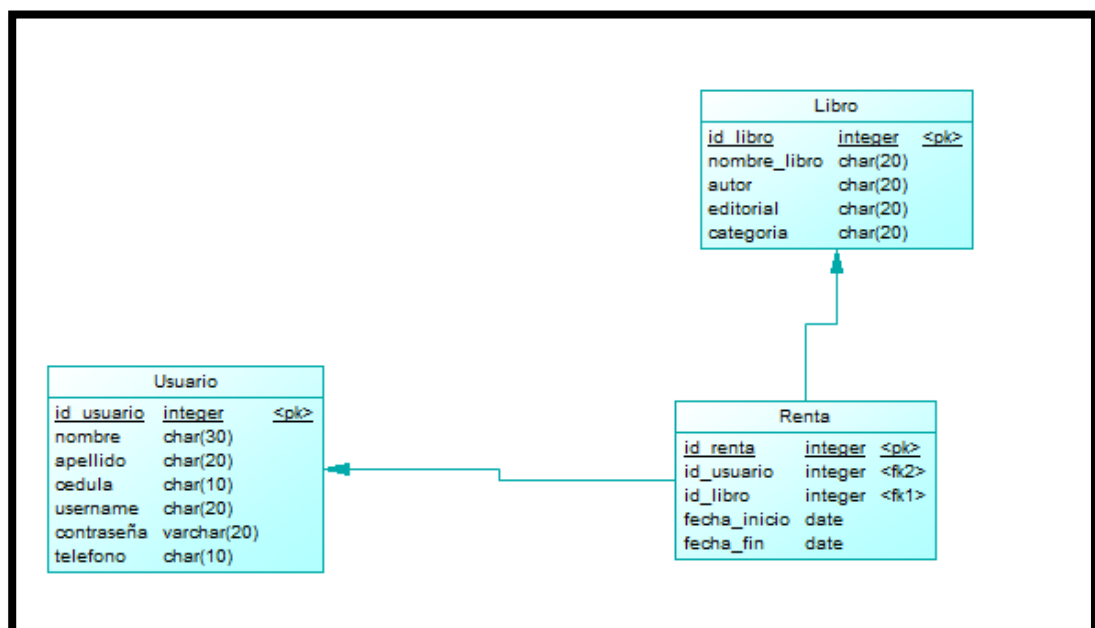 Libro
id_libro integer <pk>
nombre_libro char(20)
autor char(20)
editorial char(20)
categoria char(20)
Usuario
id_usuario integer <pk>
nombre char(30)
apellido char(20)
cedula char(10)
username char(20)
contraseña varchar(20)
telefono char(10)
Renta
id_renta integer <pk>
id_usuario integer <fk2>
id_libro integer <fk1>
fecha_inicio date
fecha_fin date